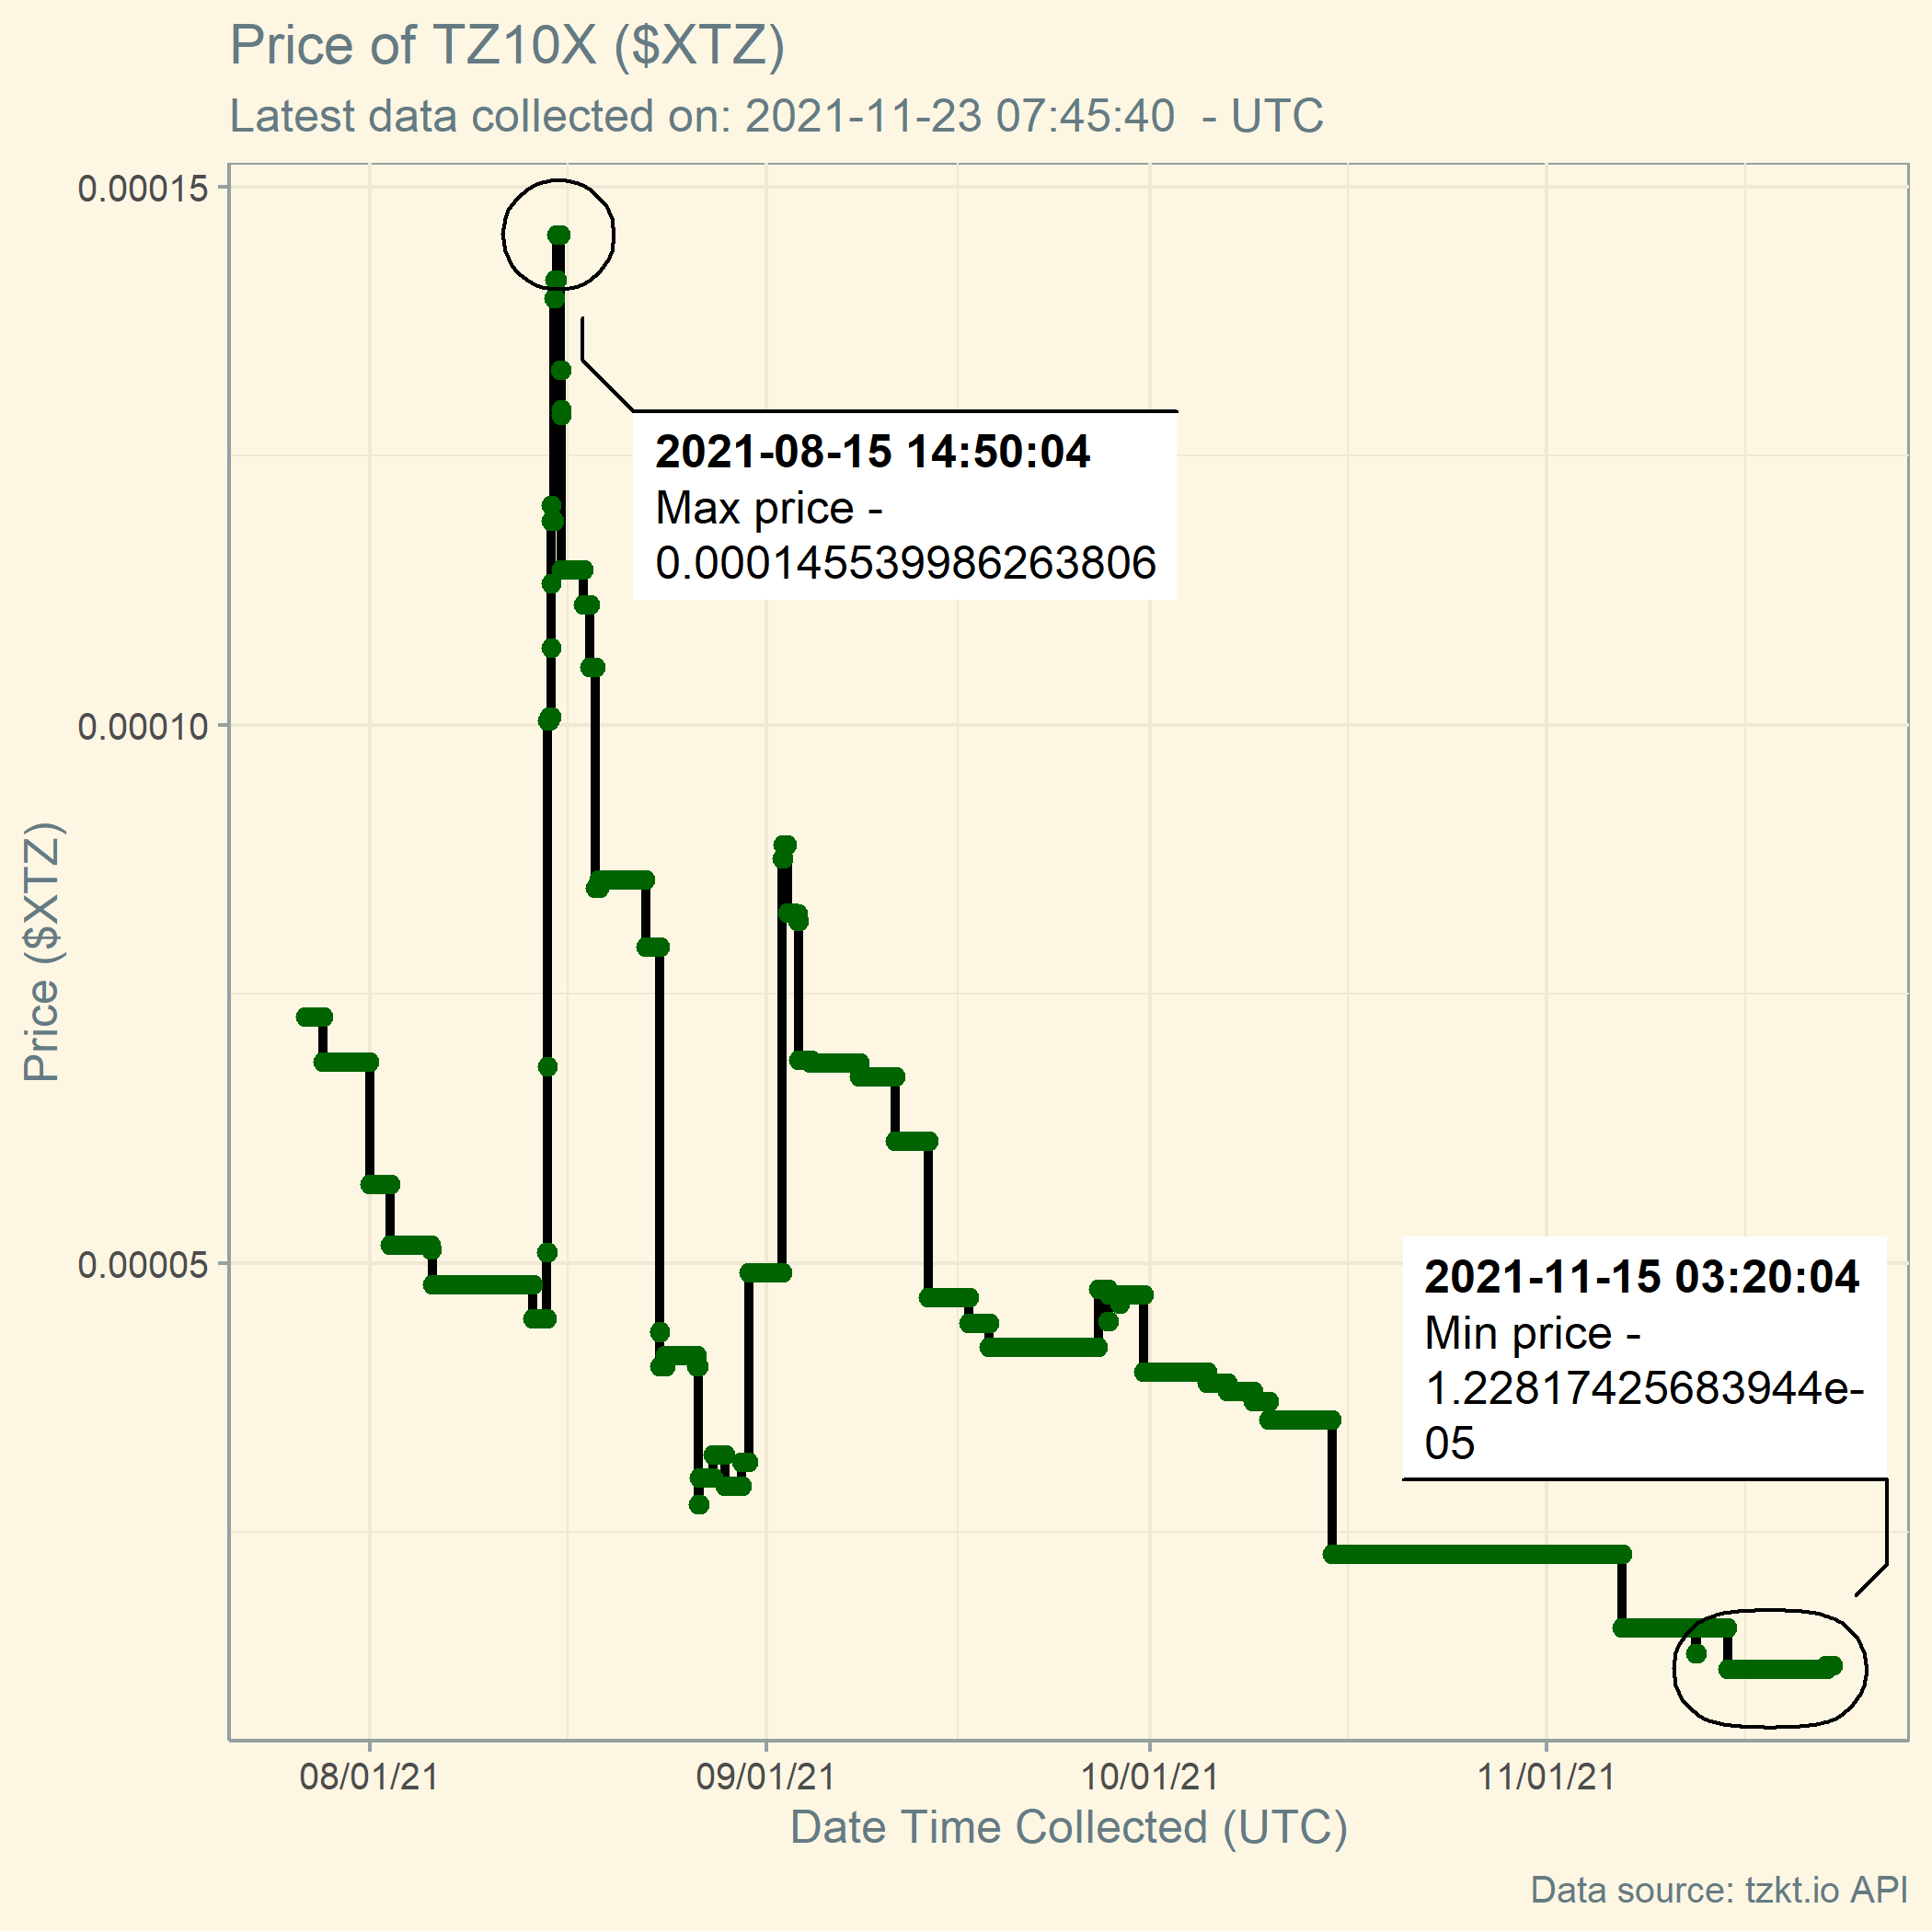 Price of TZ10X ($XTZ)
Latest data collected on: 2021-11-23 07:45:40  - UTC
0.00015
0.00010
0.00005
Price ($XTZ)
2021-08-15 14:50:04
Max price -
0.000145539986263806
2021-11-15 03:20:04
Min price -
1.22817425683944e-
05
08/01/21
09/01/21
10/01/21
11/01/21
Date Time Collected (UTC)
Data source: tzkt.io API